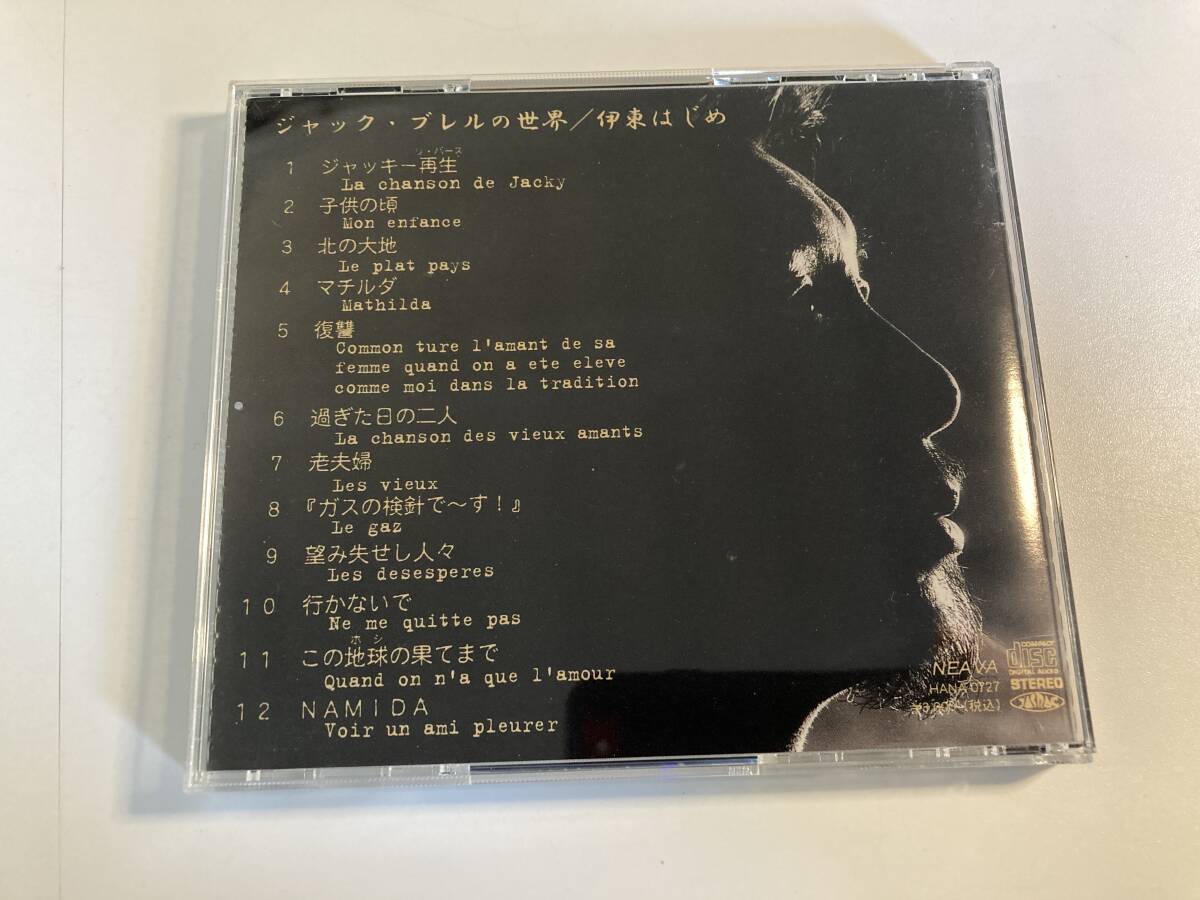 ジャック・ブレルの世界／伊東はじめ
リ・バース
1 ジャッキー再生
La chanson de Jacky
2 子供の頃
Mon enfance
3 北の大地
Le plat pays
4 マチルダ
Mathilda
5 復讐
Common ture l'amant de sa
femme quand on a ete eleve
comme moi dans la tradition
6 過ぎた日の二人
La chanson des vieux amants
7 老夫婦
Les vieux
8 『ガスの検針で〜す！』
Le gaz
9 望み失せし人々
Les desesperes
10 行かないで
Ne me quitte pas
ホシ
11 この地球の果てまで
Quand on n'a que l'amour
12 NAMIDA
Voir un ami pleurer
COMPACT
disc
DIGITAL AUDIO
STEREO
HANA-0727
(税込)
JASRAC